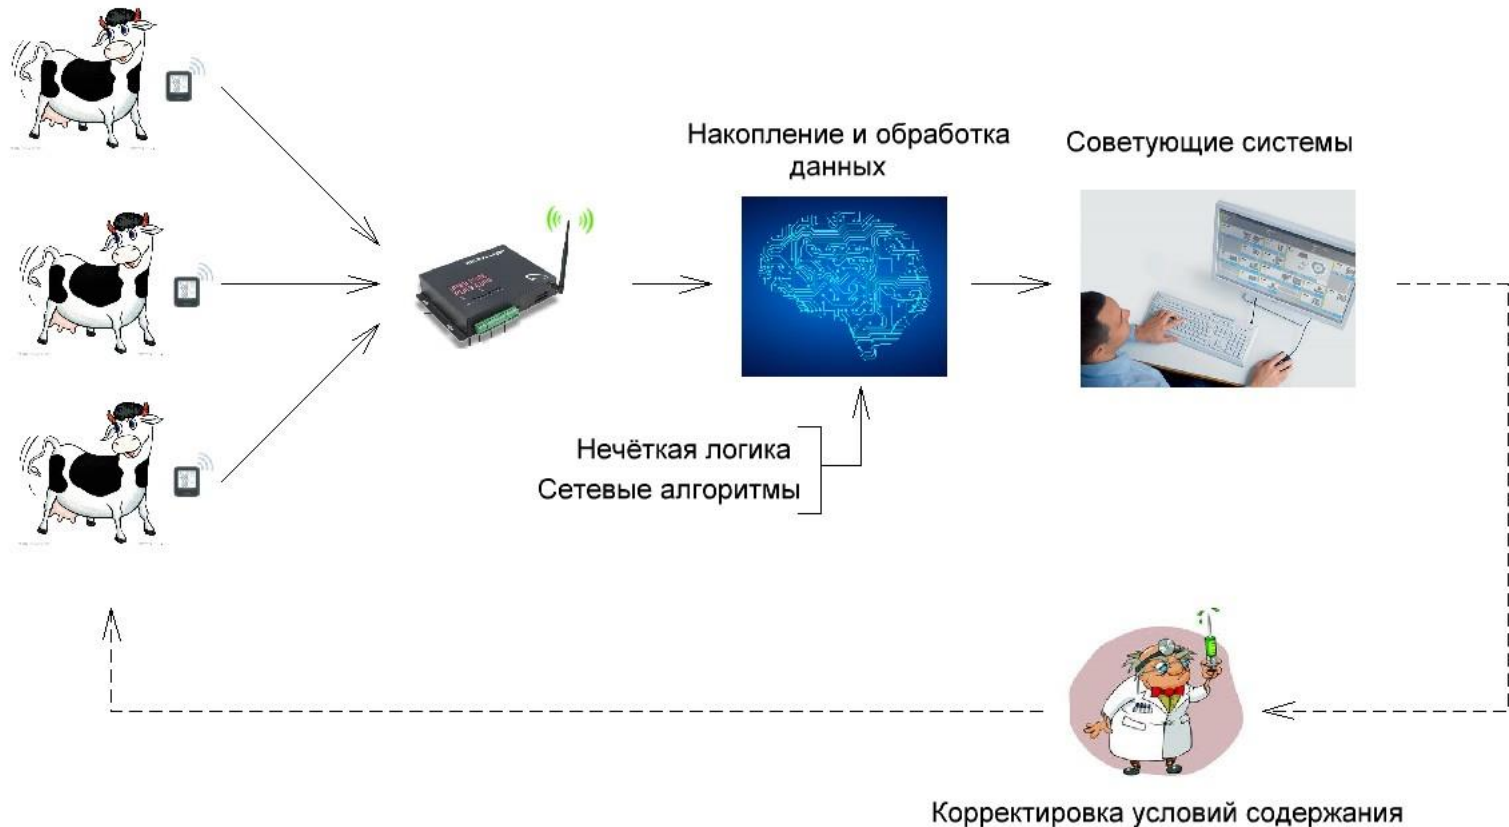 Накопление и обработка
данных
Советующие системы
Нечёткая логика
Сетевые алгоритмы
Корректировка условий содержания